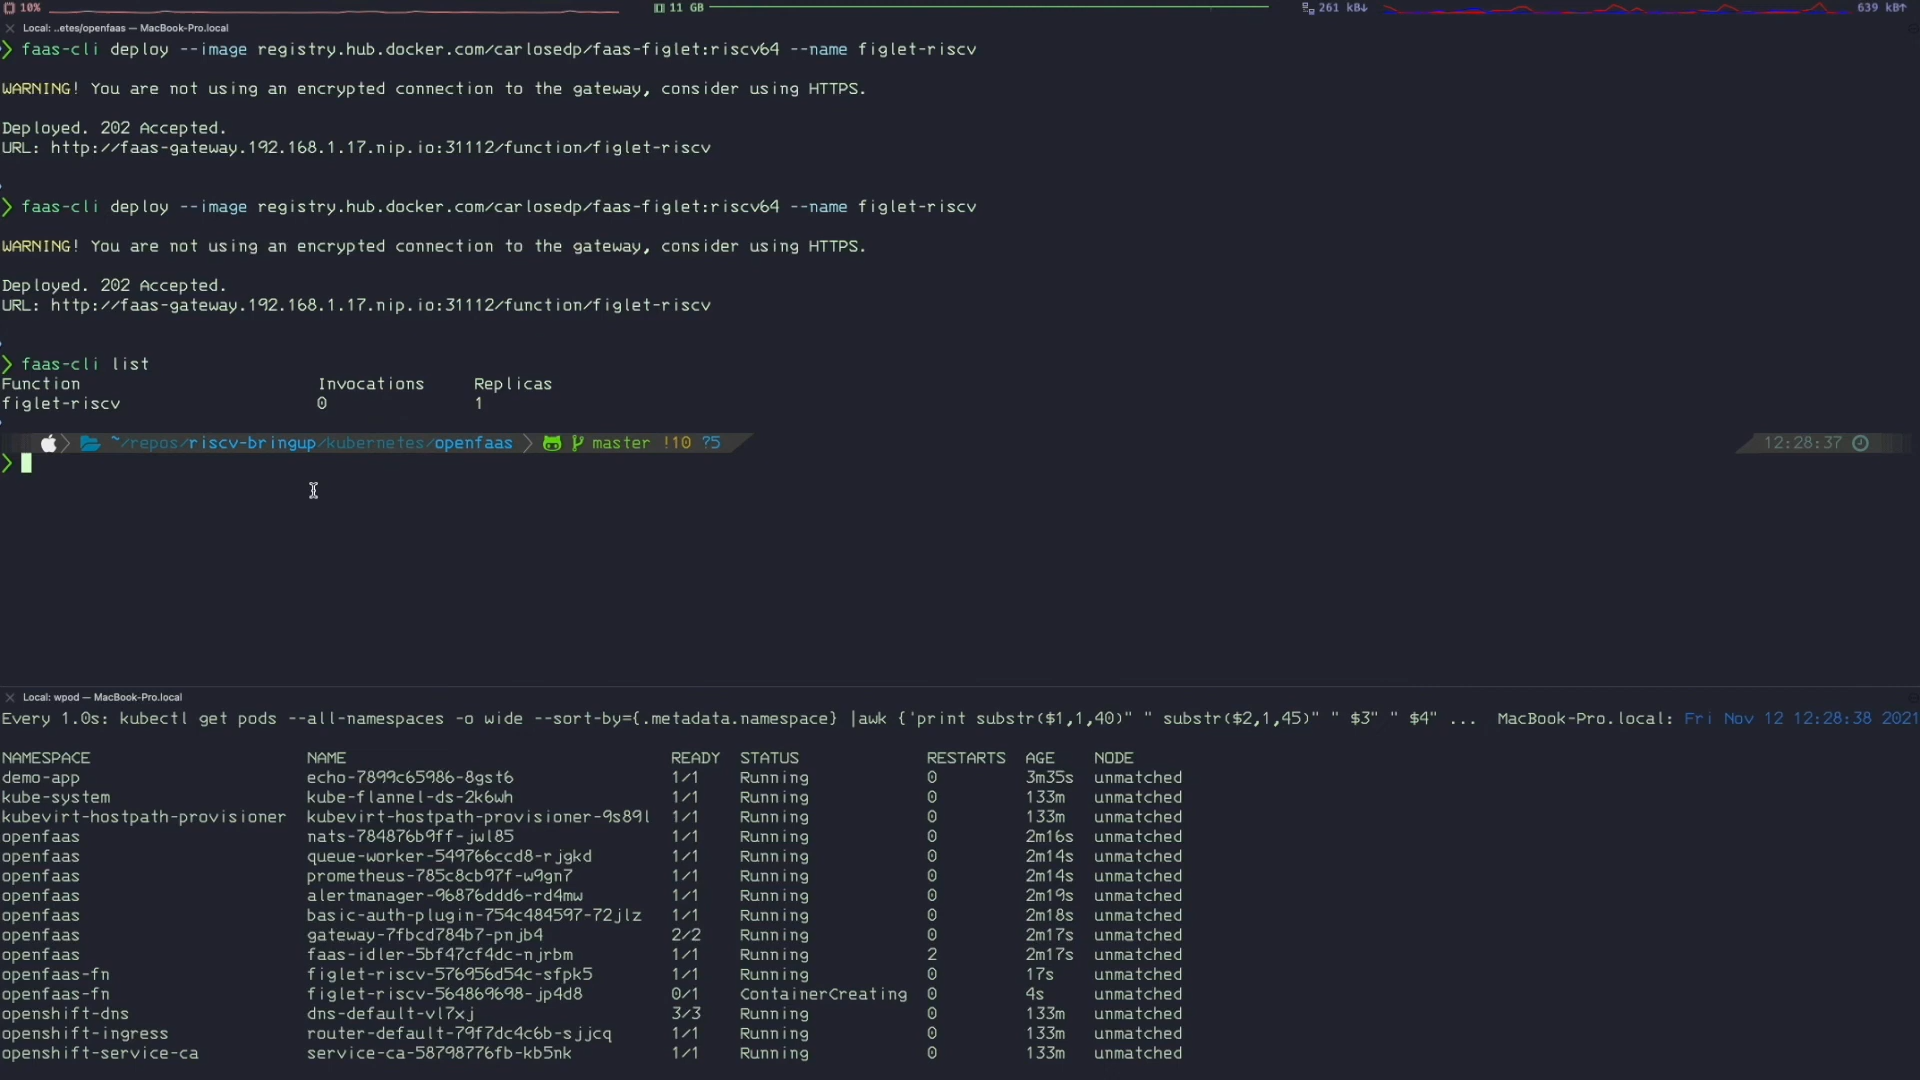 10%
11 GB
261 kB↓
639 kB↑
Local: ..etes/openfaas — MacBook-Pro.local
❯ faas-cli deploy --image registry.hub.docker.com/carlosedp/faas-figlet:riscv64 --name figlet-riscv
WARNING! You are not using an encrypted connection to the gateway, consider using HTTPS.
Deployed. 202 Accepted.
URL: http://faas-gateway.192.168.1.17.nip.io:31112/function/figlet-riscv
❯ faas-cli deploy --image registry.hub.docker.com/carlosedp/faas-figlet:riscv64 --name figlet-riscv
WARNING! You are not using an encrypted connection to the gateway, consider using HTTPS.
Deployed. 202 Accepted.
URL: http://faas-gateway.192.168.1.17.nip.io:31112/function/figlet-riscv
❯ faas-cli list
Function Invocations Replicas
figlet-riscv 0 1
~/repos/riscv-bringup/kubernetes/openfaas master !10 ?5 12:28:37
❯
Local: wpod — MacBook-Pro.local
Every 1.0s: kubectl get pods --all-namespaces -o wide --sort-by={.metadata.namespace} |awk {'print substr($1,1,40)" " substr($2,1,45)" " $3" " $4" ... MacBook-Pro.local: Fri Nov 12 12:28:38 2021
NAMESPACE NAME READY STATUS RESTARTS AGE NODE
demo-app echo-7899c65986-8gst6 1/1 Running 0 3m35s unmatched
kube-system kube-flannel-ds-2k6wh 1/1 Running 0 133m unmatched
kubevirt-hostpath-provisioner kubevirt-hostpath-provisioner-9s89l 1/1 Running 0 133m unmatched
openfaas nats-784876b9ff-jwl85 1/1 Running 0 2m16s unmatched
openfaas queue-worker-549766ccd8-rjgkd 1/1 Running 0 2m14s unmatched
openfaas prometheus-785c8cb97f-w9gn7 1/1 Running 0 2m14s unmatched
openfaas alertmanager-96876ddd6-rd4mw 1/1 Running 0 2m19s unmatched
openfaas basic-auth-plugin-754c484597-72jlz 1/1 Running 0 2m18s unmatched
openfaas gateway-7fbcd784b7-pnjb4 2/2 Running 0 2m17s unmatched
openfaas faas-idler-5bf47cf4dc-njrbm 1/1 Running 2 2m17s unmatched
openfaas-fn figlet-riscv-576956d54c-sfpk5 1/1 Running 0 17s unmatched
openfaas-fn figlet-riscv-564869698-jp4d8 0/1 ContainerCreating 0 4s unmatched
openshift-dns dns-default-vl7xj 3/3 Running 0 133m unmatched
openshift-ingress router-default-79f7dc4c6b-sjjcq 1/1 Running 0 133m unmatched
openshift-service-ca service-ca-58798776fb-kb5nk 1/1 Running 0 133m unmatched